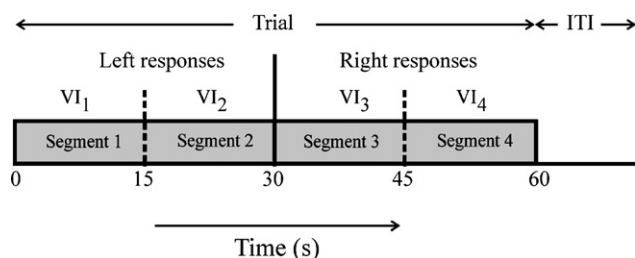 Trial ITI
Left responses Right responses
VI1 VI2 VI3 VI4
Segment 1 Segment 2 Segment 3 Segment 4
0 15 30 45 60
Time (s)